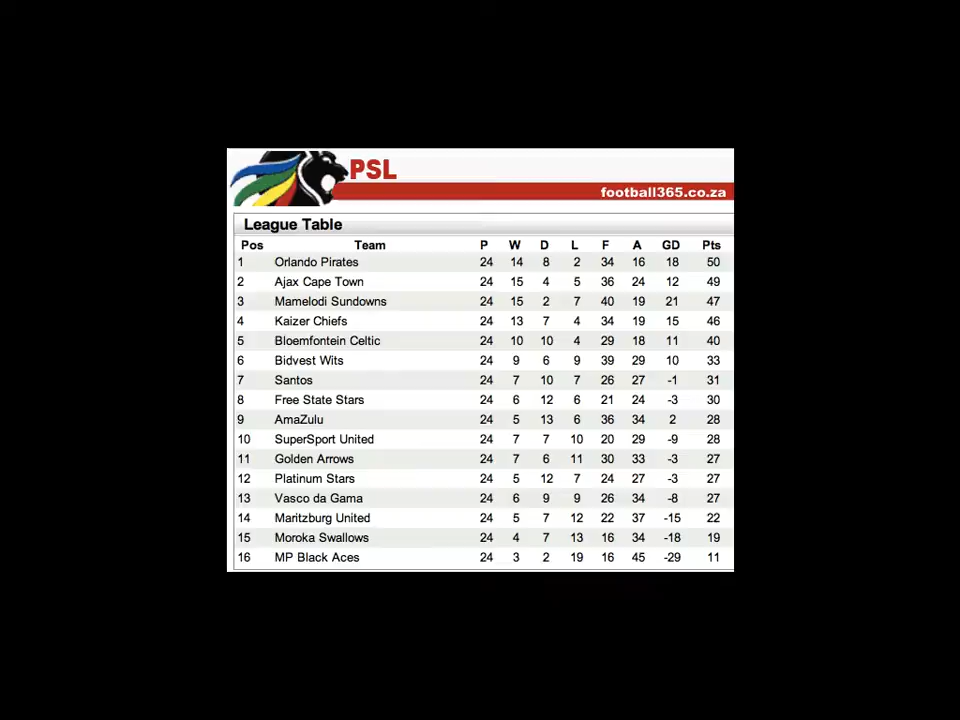 PSL
football365.co.za
League Table
Pos Team P W D L F A GD Pts
1 Orlando Pirates 24 14 8 2 34 16 18 50
2 Ajax Cape Town 24 15 4 5 36 24 12 49
3 Mamelodi Sundowns 24 15 2 7 40 19 21 47
4 Kaizer Chiefs 24 13 7 4 34 19 15 46
5 Bloemfontein Celtic 24 10 10 4 29 18 11 40
6 Bidvest Wits 24 9 6 9 39 29 10 33
7 Santos 24 7 10 7 26 27 -1 31
8 Free State Stars 24 6 12 6 21 24 -3 30
9 AmaZulu 24 5 13 6 36 34 2 28
10 SuperSport United 24 7 7 10 20 29 -9 28
11 Golden Arrows 24 7 6 11 30 33 -3 27
12 Platinum Stars 24 5 12 7 24 27 -3 27
13 Vasco da Gama 24 6 9 9 26 34 -8 27
14 Maritzburg United 24 5 7 12 22 37 -15 22
15 Moroka Swallows 24 4 7 13 16 34 -18 19
16 MP Black Aces 24 3 2 19 16 45 -29 11